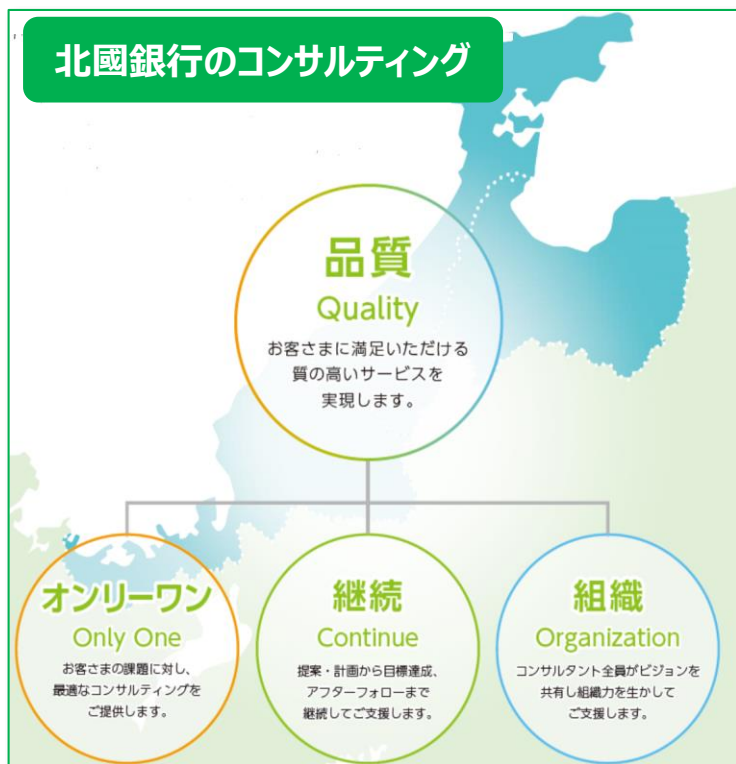 北國銀行のコンサルティング
品質
Quality
お客さまに満足いただける
質の高いサービスを
実現します。
オンリーワン
Only One
お客さまの課題に対し、
最適なコンサルティングを
ご提供します。
継続
Continue
提案・計画から目標達成、
アフターフォローまで
継続してご支援します。
組織
Organization
コンサルタント全員がビジョンを
共有し組織力を生かして
ご支援します。